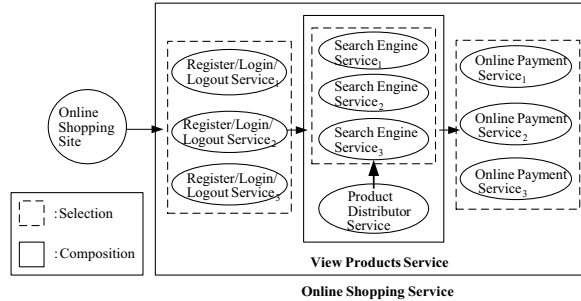 Online
Shopping
Site
Register/Login/
Logout Service1
Register/Login/
Logout Service2
Register/Login/
Logout Service3
Search Engine
Service1
Search Engine
Service2
Search Engine
Service3
Product
Distributor
Service
Online Payment
Service1
Online Payment
Service2
Online Payment
Service3
:Selection
:Composition
View Products Service
Online Shopping Service